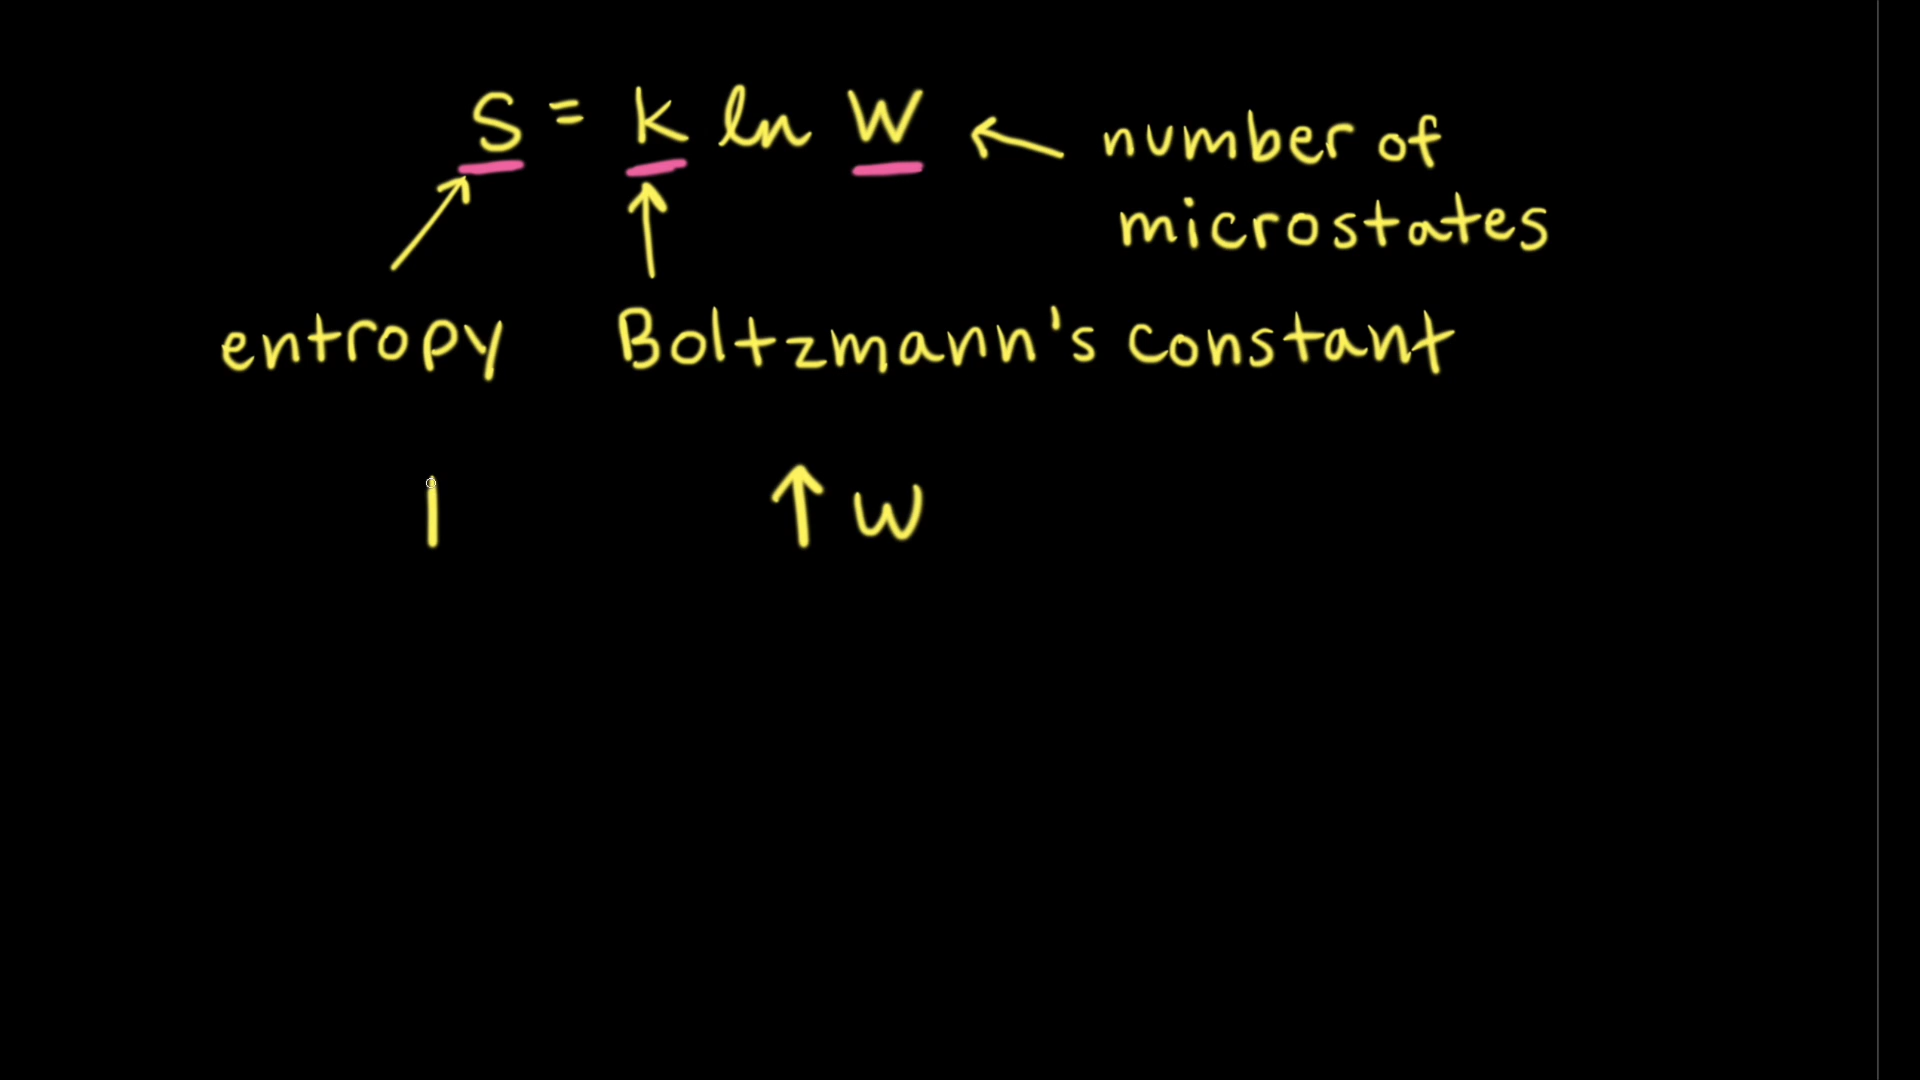 S = k ln W ← number of
microstates
entropy Boltzmann's constant
↑ W